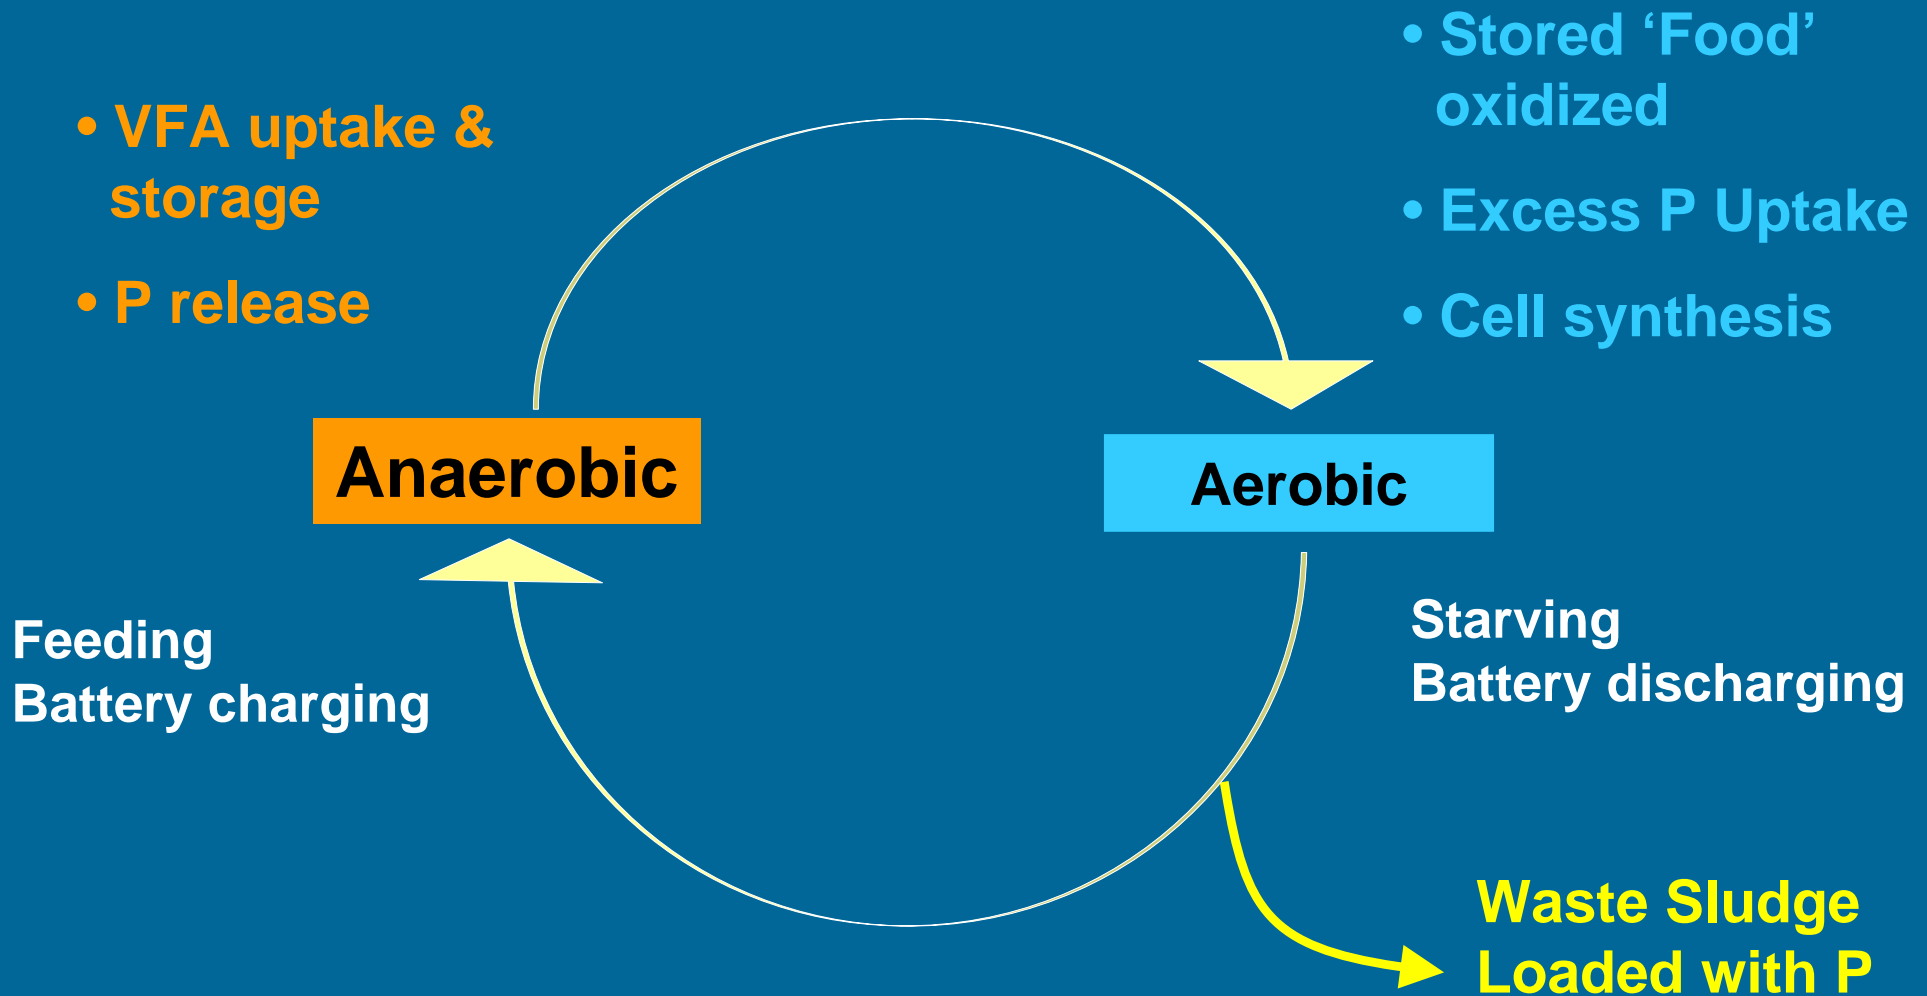 • VFA uptake &
storage
• P release
• Stored ‘Food’
oxidized
• Excess P Uptake
• Cell synthesis
Anaerobic
Aerobic
Feeding
Battery charging
Starving
Battery discharging
Waste Sludge
Loaded with P